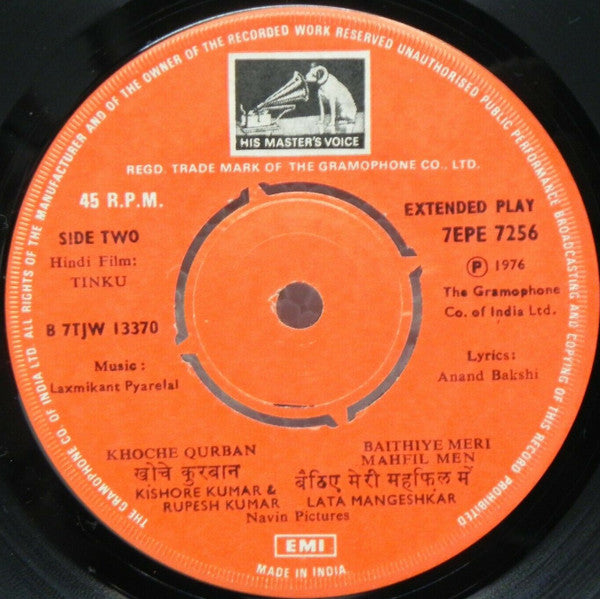 THE GRAMOPHONE CO. OF INDIA LTD. ALL RIGHTS OF THE MANUFACTURER AND OF THE OWNER OF THE RECORDED WORK RESERVED UNAUTHORISED PUBLIC PERFORMANCE BROADCASTING AND COPYING OF THIS RECORD PROHIBITED
HIS MASTER'S VOICE
REGD. TRADE MARK OF THE GRAMOPHONE CO., LTD.
45 R.P.M.
EXTENDED PLAY
7EPE 7256
SIDE TWO
Hindi Film:
TINKU
Ⓟ 1976
The Gramophone
Co. of India Ltd.
B 7TJW 13370
Music :
Laxmikant Pyarelal
Lyrics:
Anand Bakshi
KHOCHE QURBAN
खोचे कुरबान
KISHORE KUMAR &
RUPESH KUMAR
BAITHIYE MERI
MAHFIL MEN
बैठिए मेरी महफिल में
LATA MANGESHKAR
Navin Pictures
EMI
MADE IN INDIA